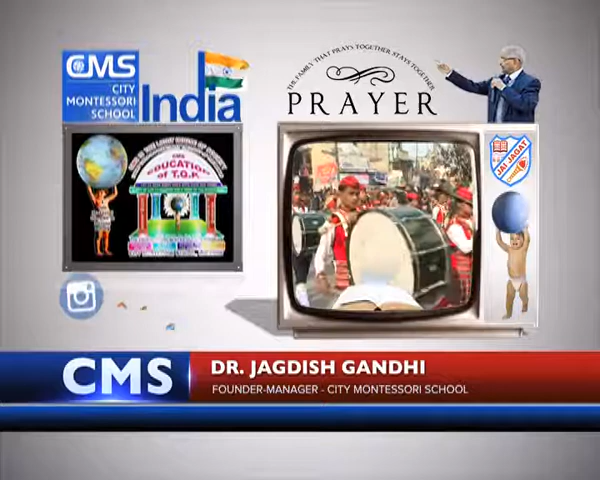 CMS
CITY
MONTESSORI
SCHOOL
India
THE FAMILY THAT PRAYS TOGETHER STAYS TOGETHER
PRAYER
EDUCATION
of T.Q.P.
JAI JAGAT
CMS
DR. JAGDISH GANDHI
FOUNDER-MANAGER - CITY MONTESSORI SCHOOL